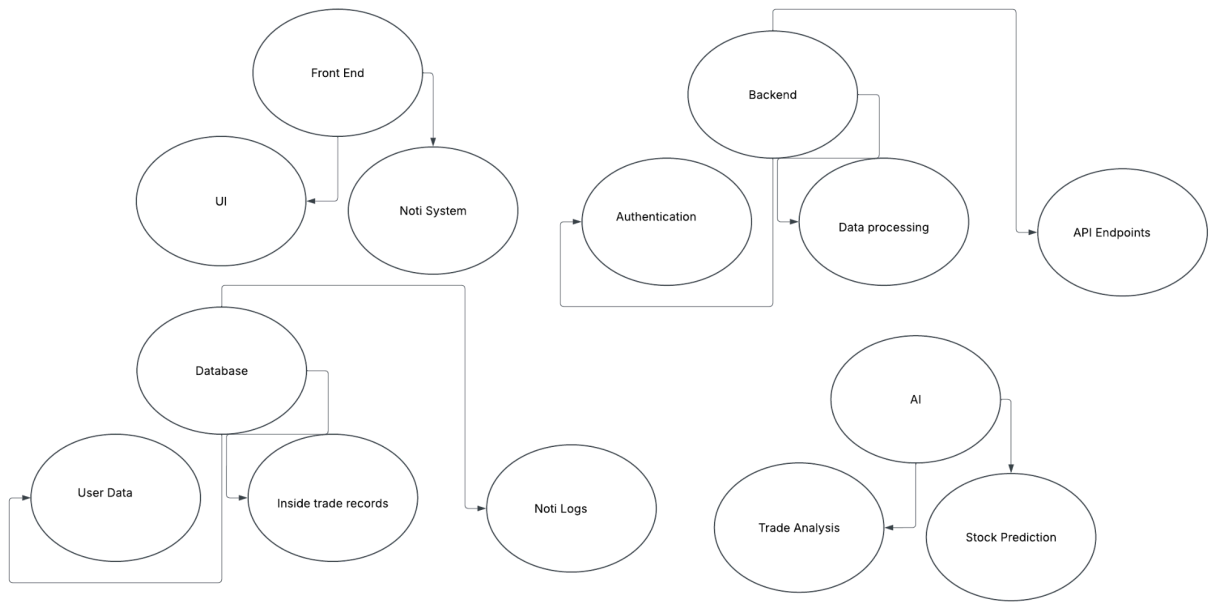 Front End
UI
Noti System
Backend
Authentication
Data processing
API Endpoints
Database
User Data
Inside trade records
Noti Logs
AI
Trade Analysis
Stock Prediction